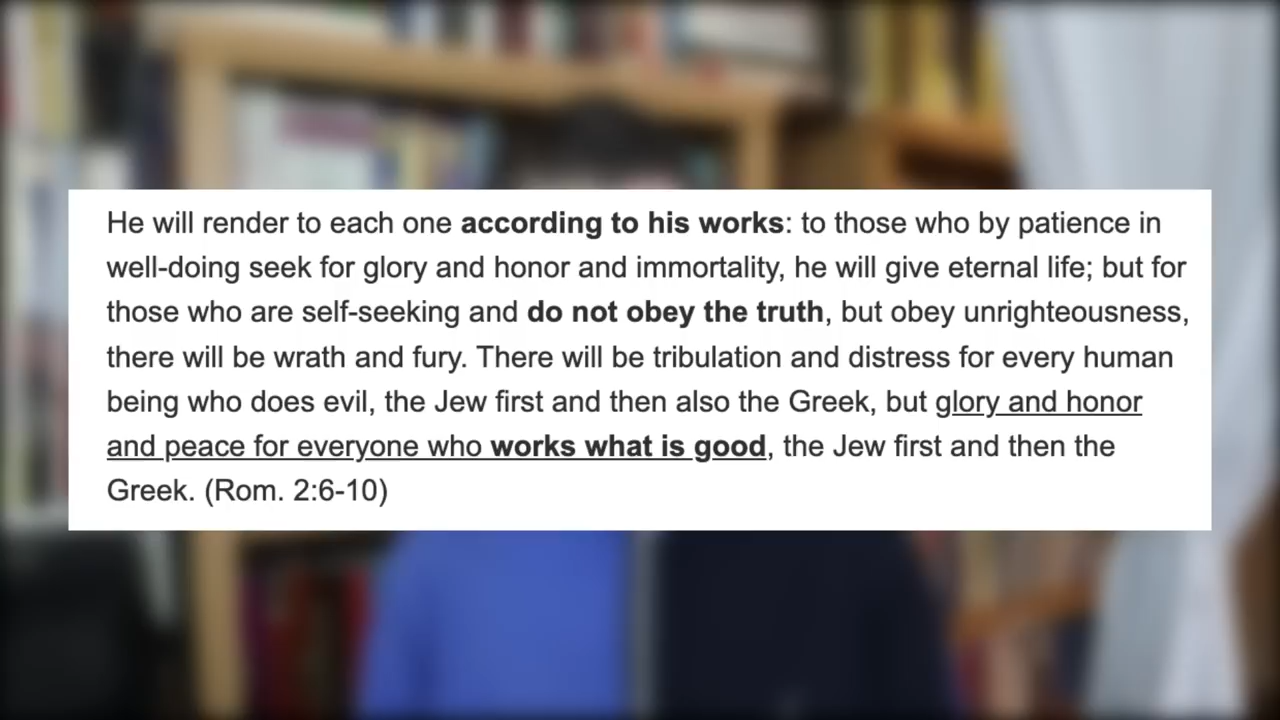 He will render to each one according to his works: to those who by patience in
well-doing seek for glory and honor and immortality, he will give eternal life; but for
those who are self-seeking and do not obey the truth, but obey unrighteousness,
there will be wrath and fury. There will be tribulation and distress for every human
being who does evil, the Jew first and then also the Greek, but glory and honor
and peace for everyone who works what is good, the Jew first and then the
Greek. (Rom. 2:6-10)